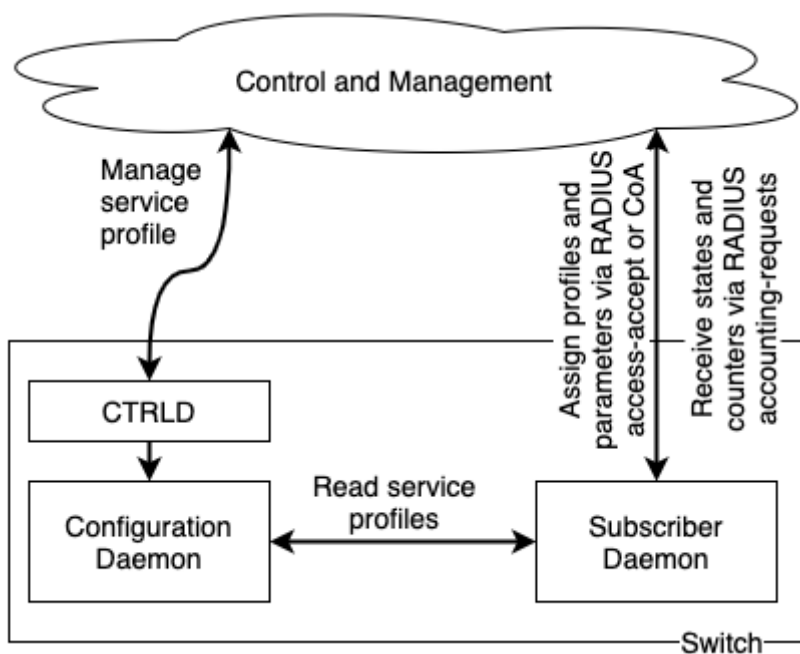 Control and Management
Manage
service
profile
Assign profiles and
parameters via RADIUS
access-accept or CoA
Receive states and
counters via RADIUS
accounting-requests
CTRLD
Read service
profiles
Configuration
Daemon
Subscriber
Daemon
Switch